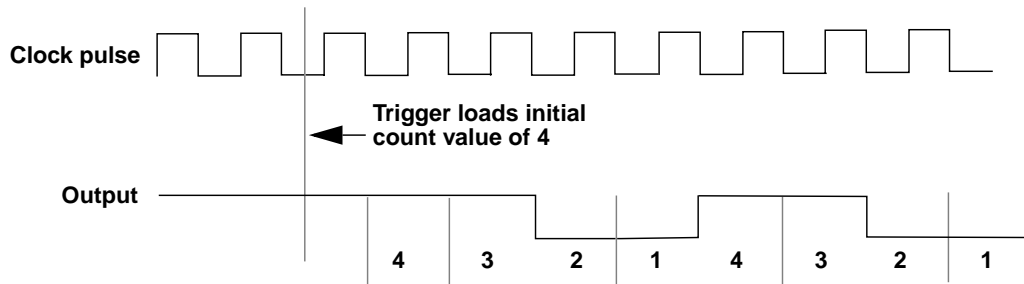 Clock pulse
Trigger loads initial
count value of 4
Output
4 3 2 1 4 3 2 1